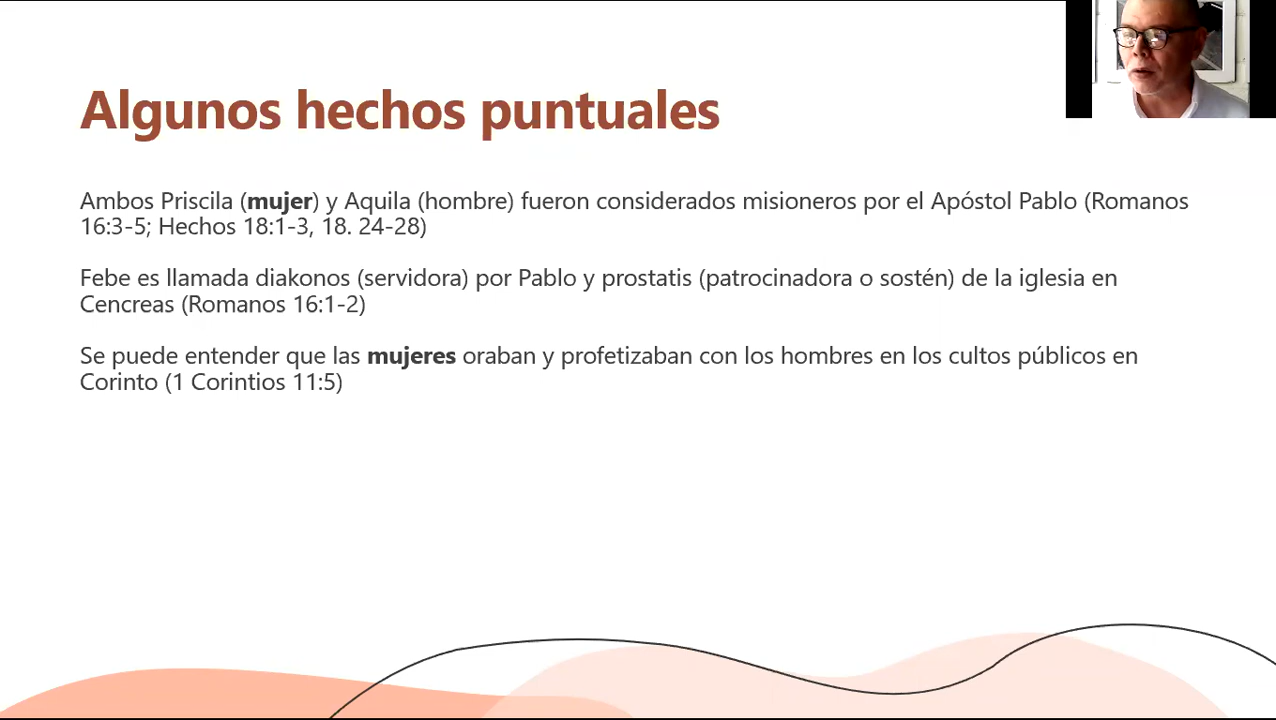 Algunos hechos puntuales
Ambos Priscila (mujer) y Aquila (hombre) fueron considerados misioneros por el Apóstol Pablo (Romanos
16:3-5; Hechos 18:1-3, 18. 24-28)
Febe es llamada diakonos (servidora) por Pablo y prostatis (patrocinadora o sostén) de la iglesia en
Cencreas (Romanos 16:1-2)
Se puede entender que las mujeres oraban y profetizaban con los hombres en los cultos públicos en
Corinto (1 Corintios 11:5)